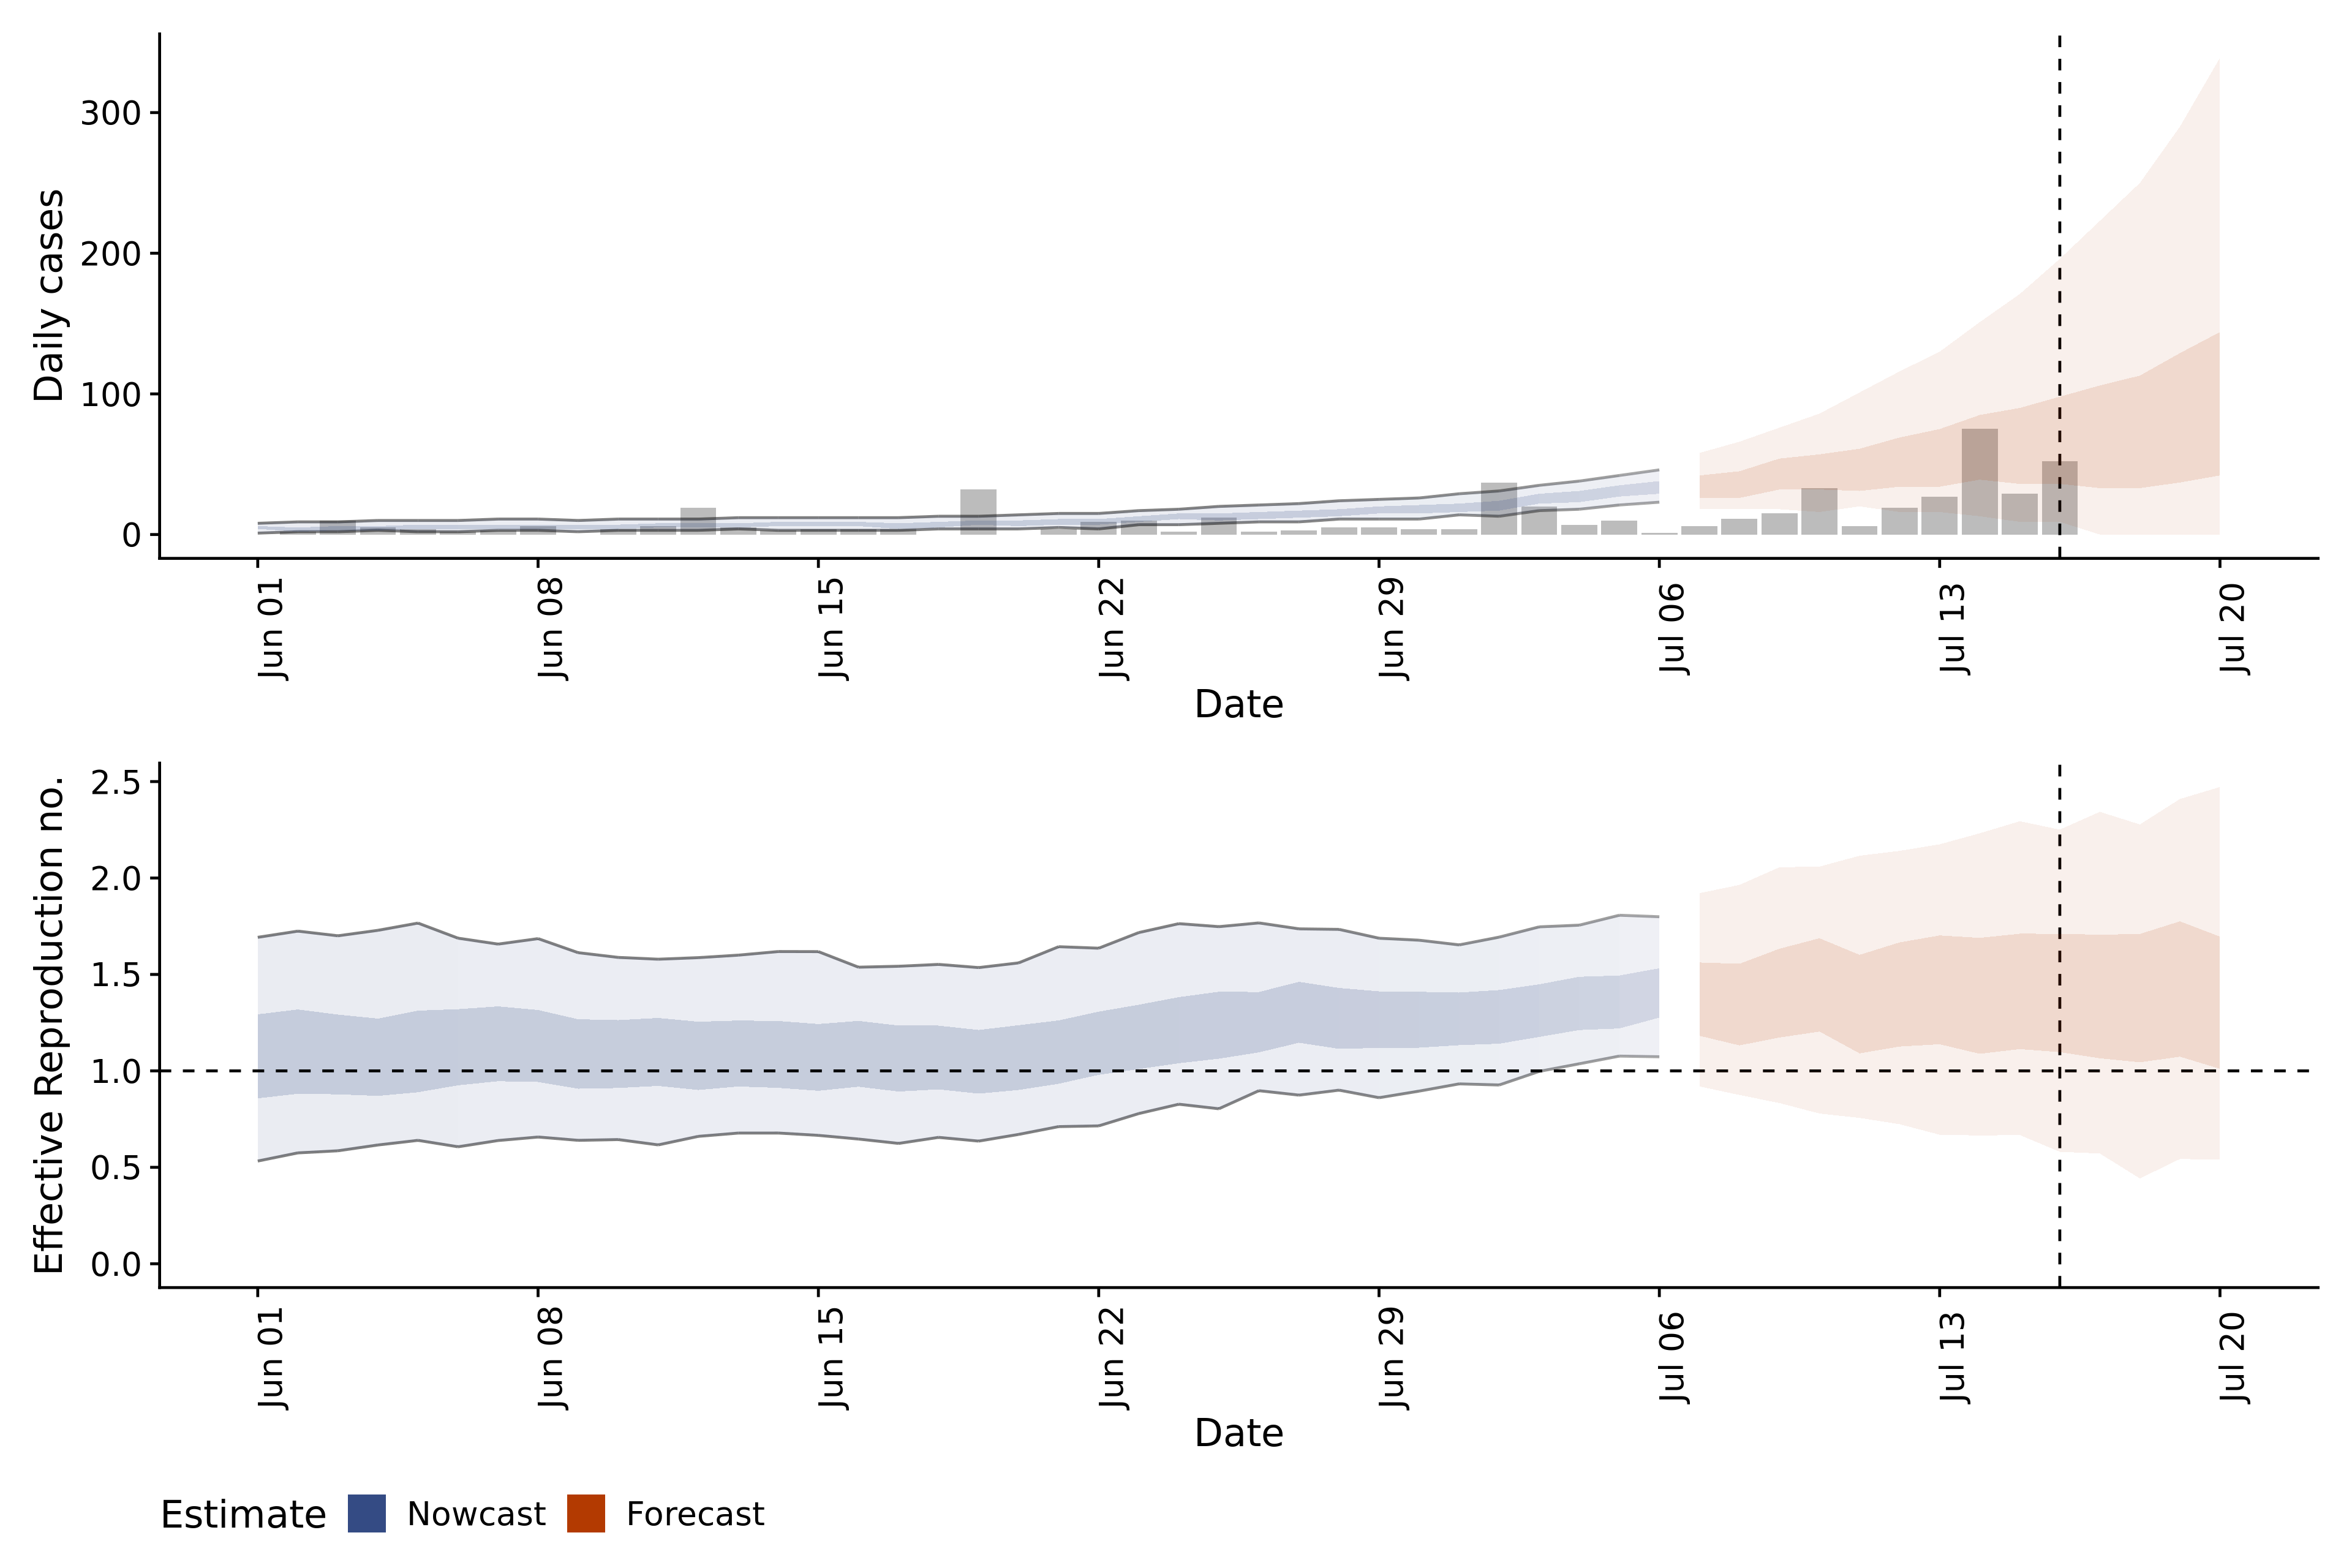 Daily cases
300
200
100
0
Jun 01
Jun 08
Jun 15
Jun 22
Jun 29
Jul 06
Jul 13
Jul 20
Date
Effective Reproduction no.
2.5
2.0
1.5
1.0
0.5
0.0
Jun 01
Jun 08
Jun 15
Jun 22
Jun 29
Jul 06
Jul 13
Jul 20
Date
Estimate Nowcast Forecast